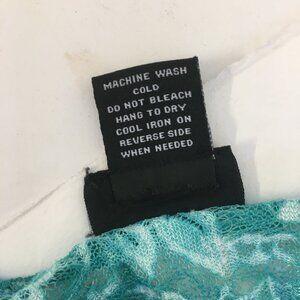 MACHINE WASH
COLD
DO NOT BLEACH
HANG TO DRY
COOL IRON ON
REVERSE SIDE
WHEN NEEDED